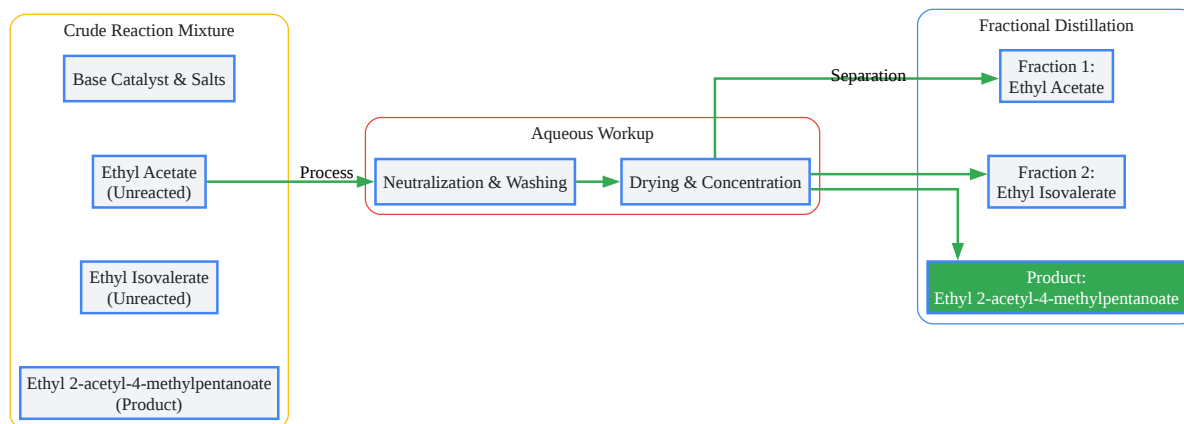 Crude Reaction Mixture
Base Catalyst & Salts
Ethyl Acetate
(Unreacted)
Ethyl Isovalerate
(Unreacted)
Ethyl 2-acetyl-4-methylpentanoate
(Product)
Process
Aqueous Workup
Neutralization & Washing
Drying & Concentration
Separation
Fractional Distillation
Fraction 1:
Ethyl Acetate
Fraction 2:
Ethyl Isovalerate
Product:
Ethyl 2-acetyl-4-methylpentanoate